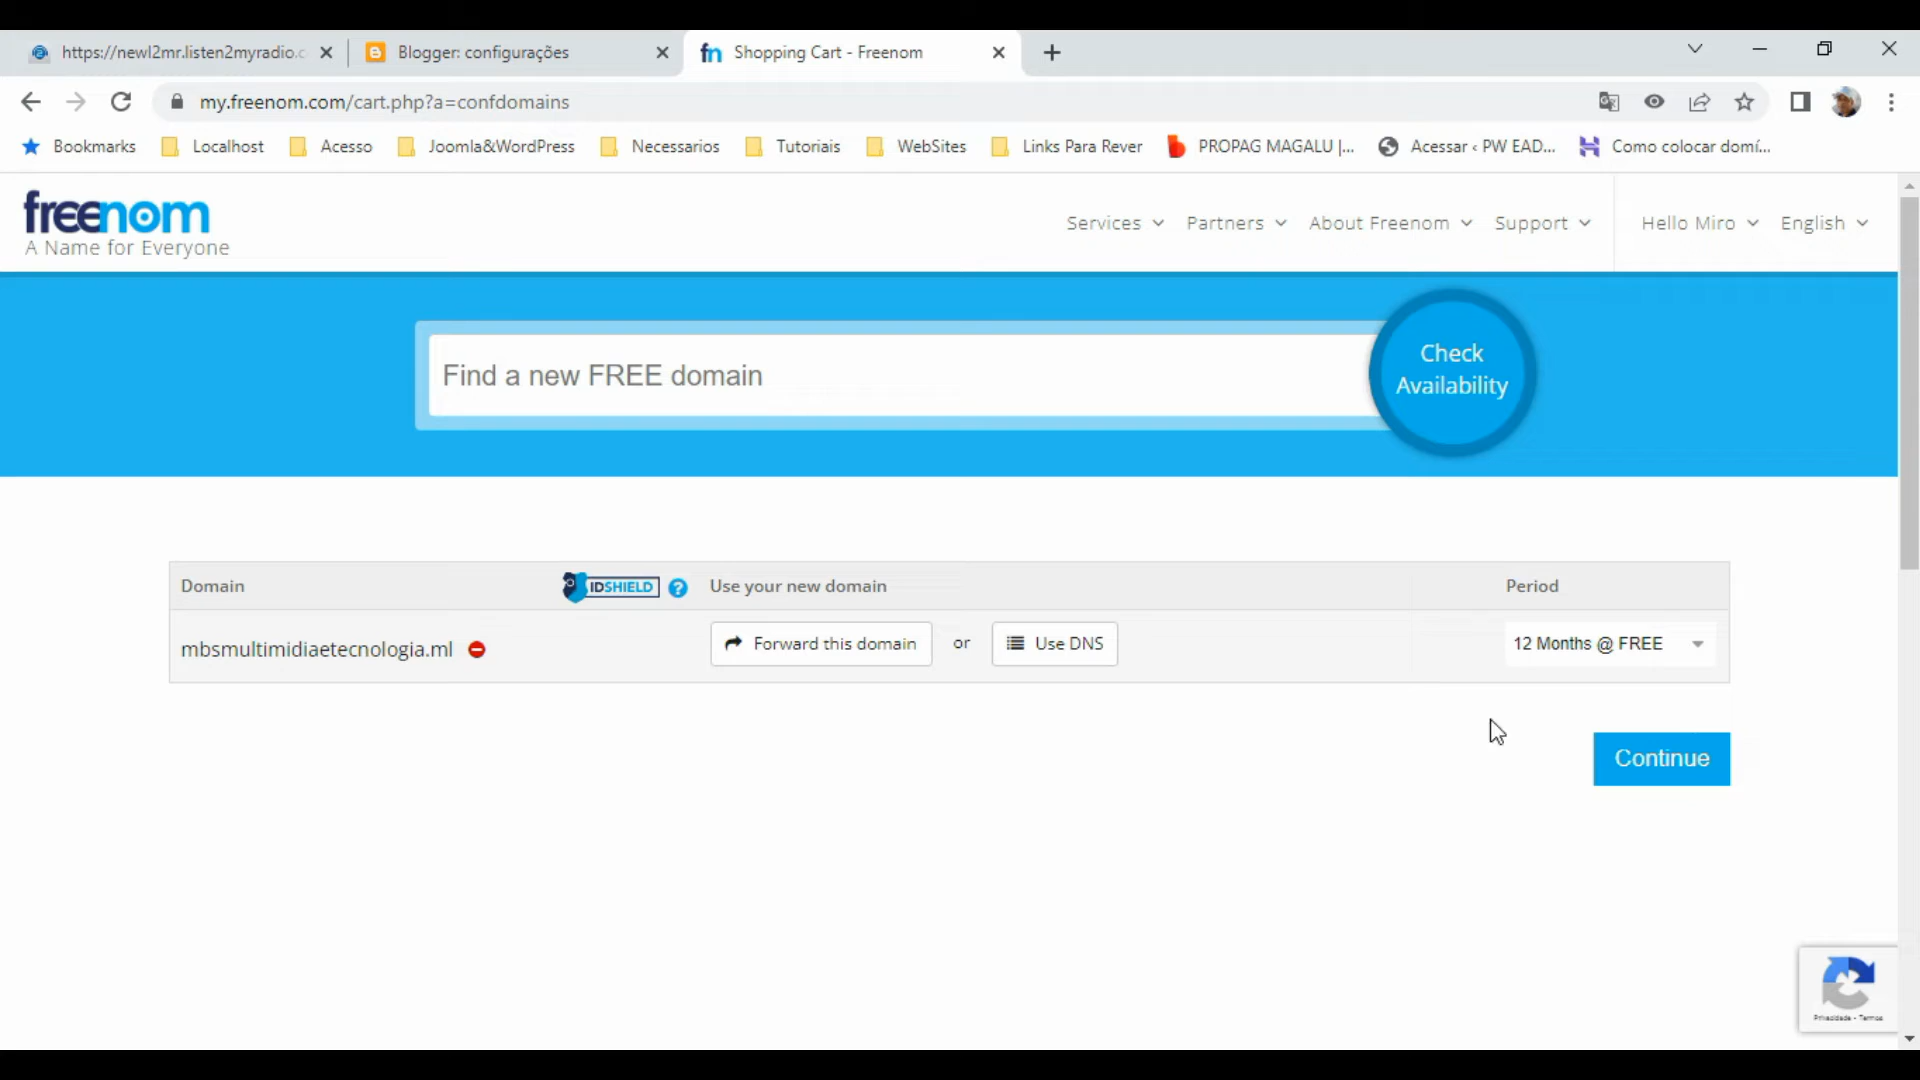 https://newl2mr.listen2myradio.c
Blogger: configurações
fn Shopping Cart - Freenom
my.freenom.com/cart.php?a=confdomains
Bookmarks Localhost Acesso Joomla&WordPress Necessarios Tutoriais WebSites Links Para Rever PROPAG MAGALU |... Acessar ‹ PW EAD... Como colocar domí...
freenom
A Name for Everyone
Services Partners About Freenom Support Hello Miro English
Find a new FREE domain
Check
Availability
Domain IDSHIELD ? Use your new domain Period
mbsmultimidiaetecnologia.ml Forward this domain or Use DNS 12 Months @ FREE
Continue
Privacidade - Termos